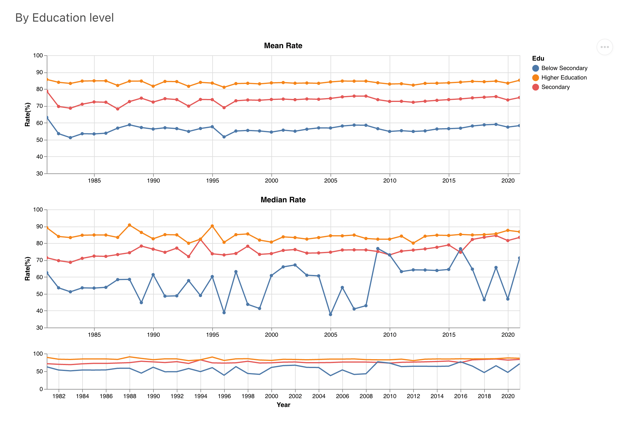 By Education level
Mean Rate
Edu
Below Secondary
Higher Education
Secondary
Rate(%)
100
90
80
70
60
50
40
30
1985 1990 1995 2000 2005 2010 2015 2020
Median Rate
Rate(%)
100
90
80
70
60
50
40
30
1985 1990 1995 2000 2005 2010 2015 2020
100
50
0
1982 1984 1986 1988 1990 1992 1994 1996 1998 2000 2002 2004 2006 2008 2010 2012 2014 2016 2018 2020
Year